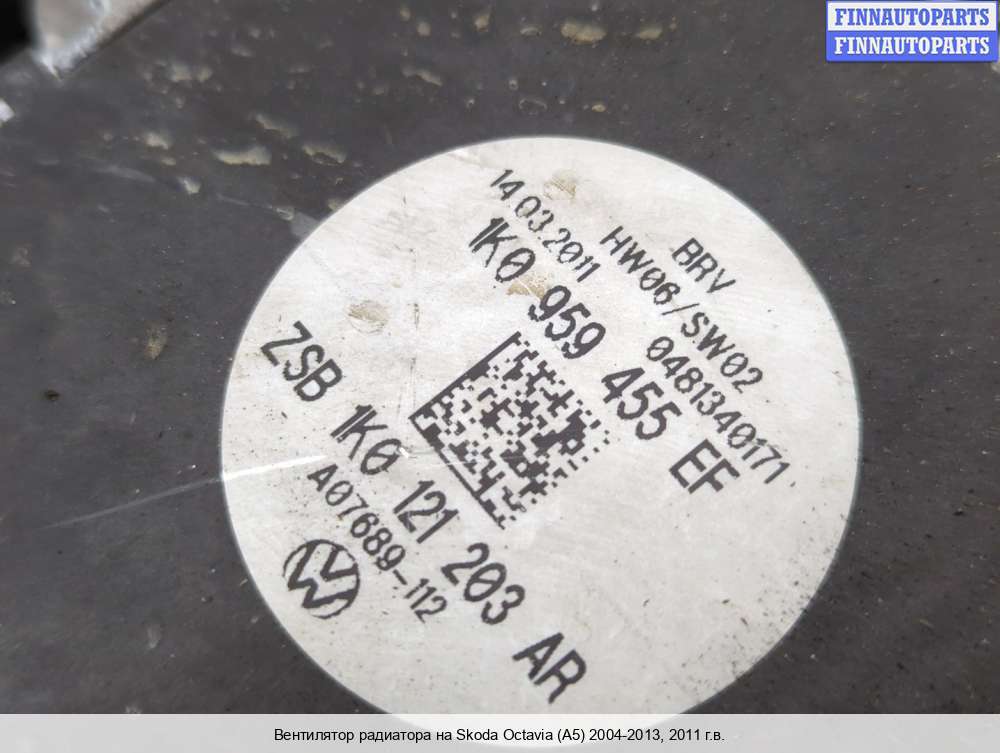 FINNAUTOPARTS
FINNAUTOPARTS
BRV
HW06/SW02
14.03.2011
0481340171
1K0 959 455 EF
ZSB 1K0 121 203 AR
A07689-112
Вентилятор радиатора на Skoda Octavia (A5) 2004-2013, 2011 г.в.